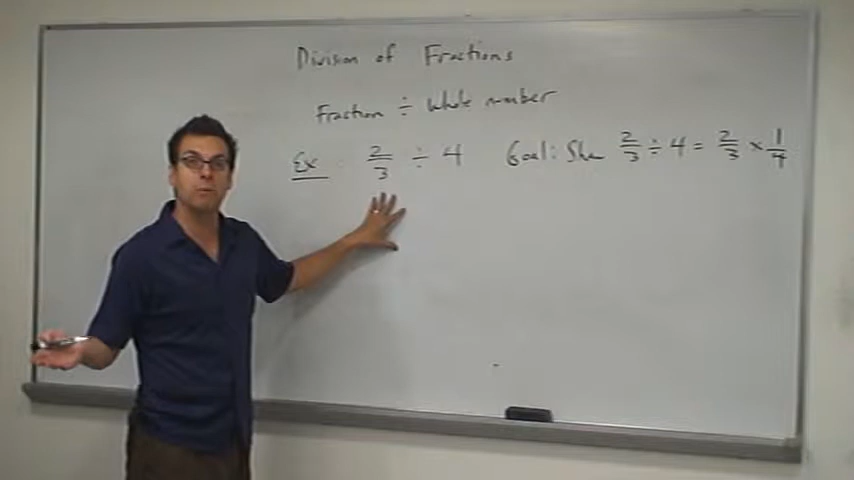 Division of Fractions
Fraction ÷ whole number
Ex 2/3 ÷ 4 Goal: Show 2/3 ÷ 4 = 2/3 × 1/4